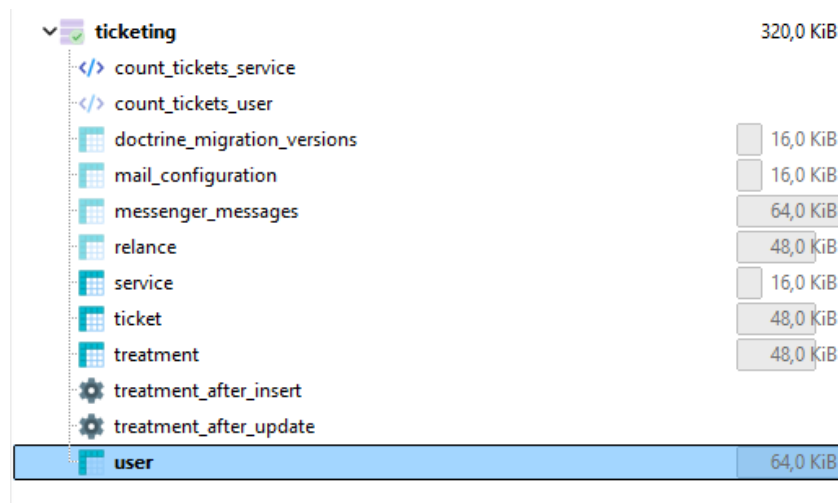 ticketing 320,0 KiB
count_tickets_service
count_tickets_user
doctrine_migration_versions 16,0 KiB
mail_configuration 16,0 KiB
messenger_messages 64,0 KiB
relance 48,0 KiB
service 16,0 KiB
ticket 48,0 KiB
treatment 48,0 KiB
treatment_after_insert
treatment_after_update
user 64,0 KiB